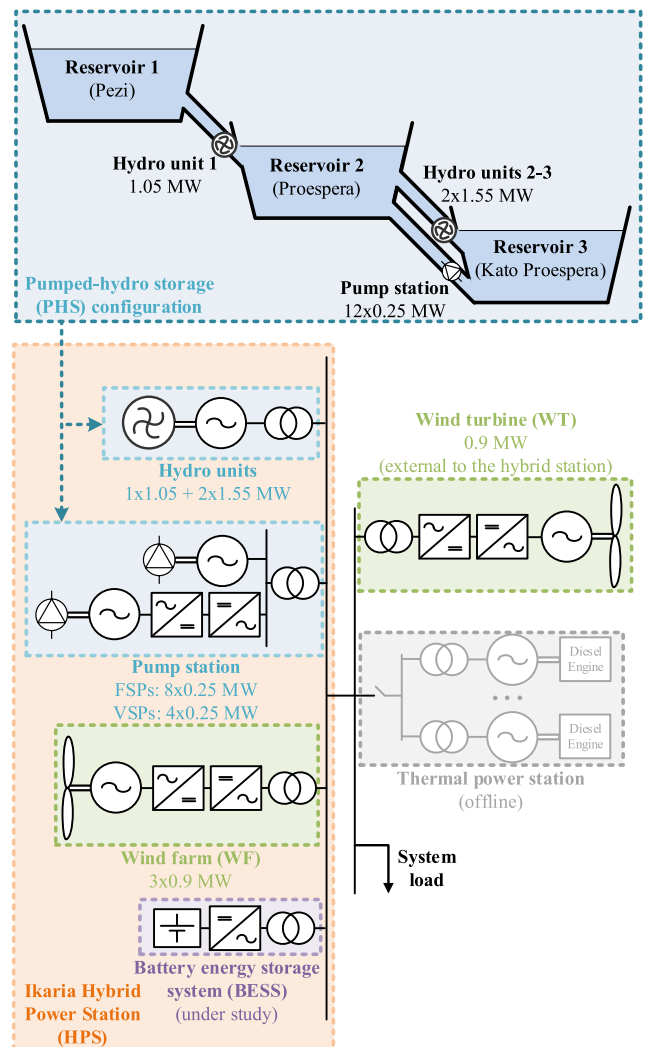 Reservoir 1
(Pezi)
Hydro unit 1
1.05 MW
Reservoir 2
(Proespera)
Hydro units 2-3
2x1.55 MW
Reservoir 3
(Kato Proespera)
Pump station
12x0.25 MW
Pumped-hydro storage
(PHS) configuration
Hydro units
1x1.05 + 2x1.55 MW
Pump station
FSPs: 8x0.25 MW
VSPs: 4x0.25 MW
Wind farm (WF)
3x0.9 MW
Battery energy storage
system (BESS)
(under study)
Ikaria Hybrid
Power Station
(HPS)
Wind turbine (WT)
0.9 MW
(external to the hybrid station)
Diesel
Engine
Diesel
Engine
Thermal power station
(offline)
System
load